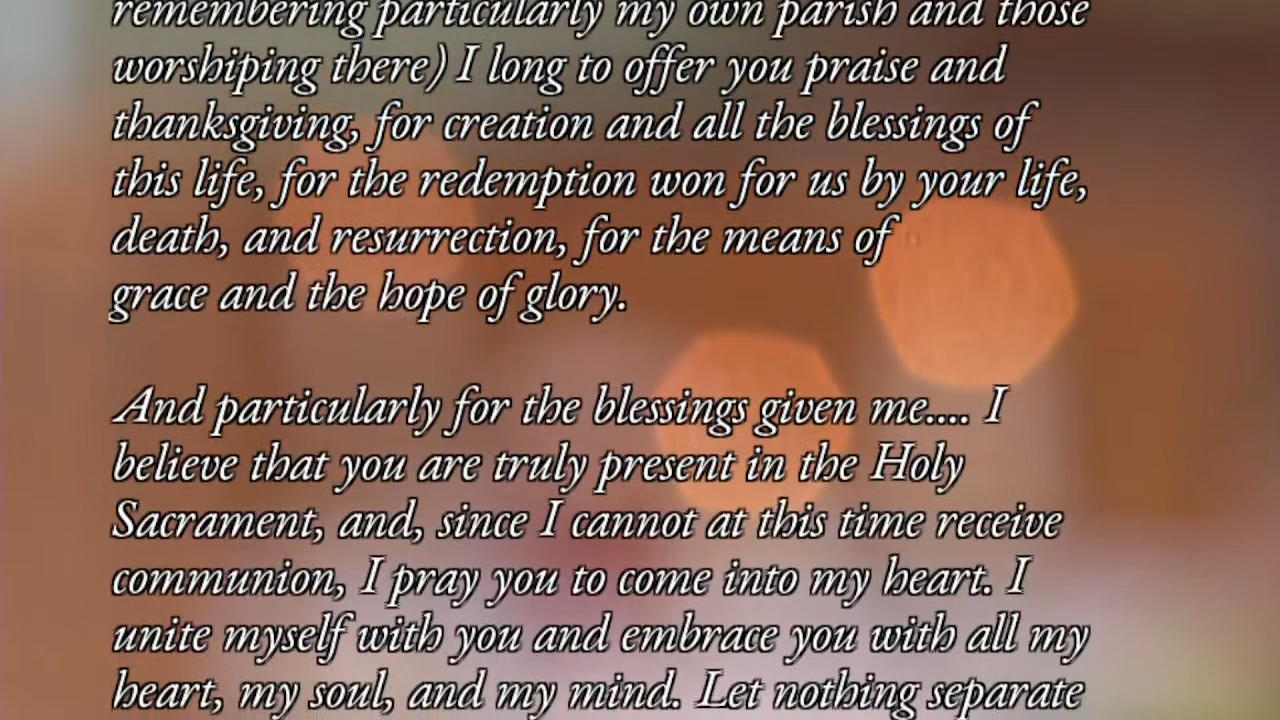 remembering particularly my own parish and those
worshiping there) I long to offer you praise and
thanksgiving, for creation and all the blessings of
this life, for the redemption won for us by your life,
death, and resurrection, for the means of
grace and the hope of glory.
And particularly for the blessings given me.... I
believe that you are truly present in the Holy
Sacrament, and, since I cannot at this time receive
communion, I pray you to come into my heart. I
unite myself with you and embrace you with all my
heart, my soul, and my mind. Let nothing separate